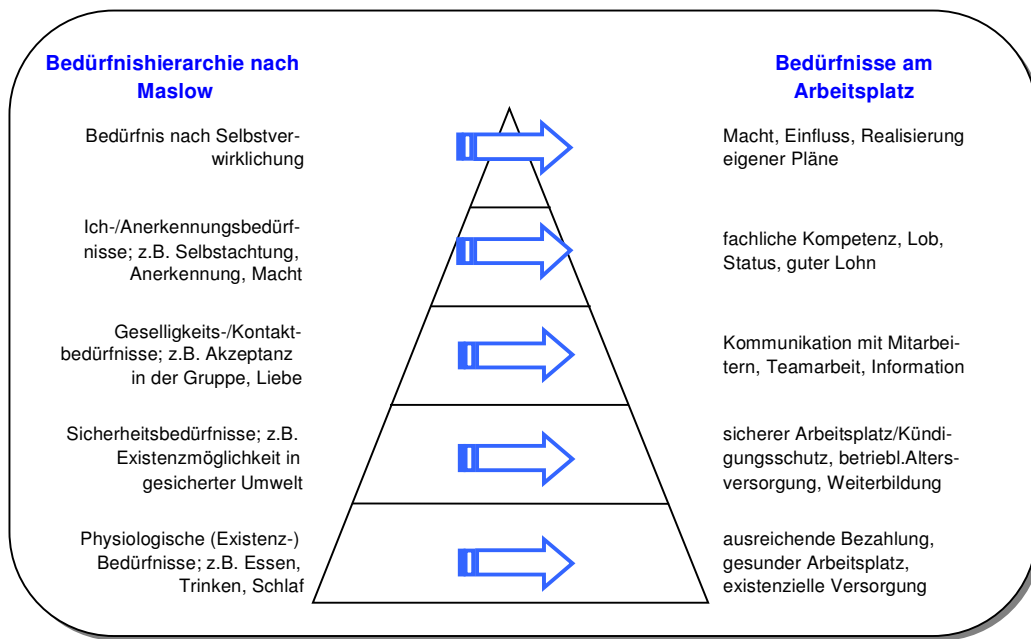 Bedürfnishierarchie nach
Maslow
Bedürfnisse am
Arbeitsplatz
Bedürfnis nach Selbstver-
wirklichung
Macht, Einfluss, Realisierung
eigener Pläne
Ich-/Anerkennungsbedürf-
nisse; z.B. Selbstachtung,
Anerkennung, Macht
fachliche Kompetenz, Lob,
Status, guter Lohn
Geselligkeits-/Kontakt-
bedürfnisse; z.B. Akzeptanz
in der Gruppe, Liebe
Kommunikation mit Mitarbei-
tern, Teamarbeit, Information
Sicherheitsbedürfnisse; z.B.
Existenzmöglichkeit in
gesicherter Umwelt
sicherer Arbeitsplatz/Kündi-
gungsschutz, betriebl.Alters-
versorgung, Weiterbildung
Physiologische (Existenz-)
Bedürfnisse; z.B. Essen,
Trinken, Schlaf
ausreichende Bezahlung,
gesunder Arbeitsplatz,
existenzielle Versorgung